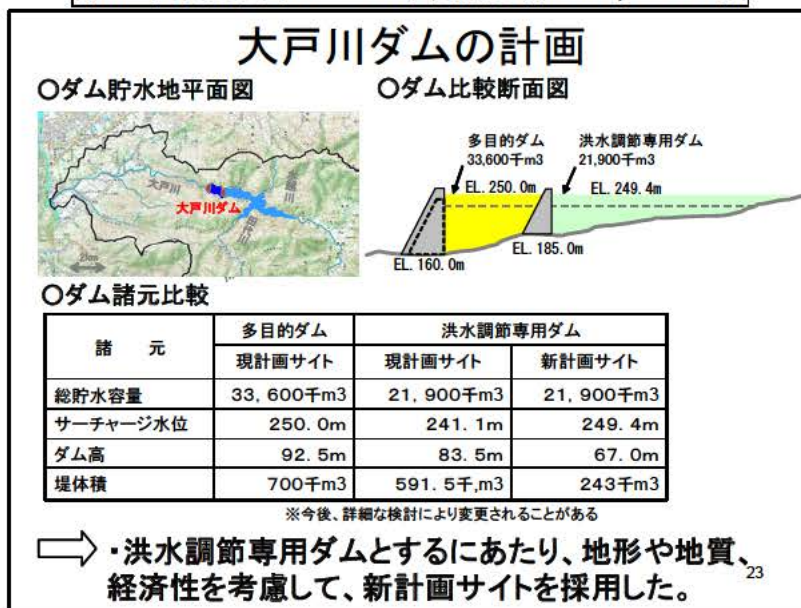 大戸川ダムの計画
○ダム貯水地平面図
○ダム比較断面図
大戸川
大戸川ダム
多目的ダム
33,600千m3
洪水調節専用ダム
21,900千m3
EL. 250.0m
EL. 249.4m
EL. 185.0m
EL. 160.0m
○ダム諸元比較
諸 元 多目的ダム 洪水調節専用ダム
現計画サイト 現計画サイト 新計画サイト
総貯水容量 33,600千m3 21,900千m3 21,900千m3
サーチャージ水位 250.0m 241.1m 249.4m
ダム高 92.5m 83.5m 67.0m
堤体積 700千m3 591.5千,m3 243千m3
※今後、詳細な検討により変更されることがある
・洪水調節専用ダムとするにあたり、地形や地質、
経済性を考慮して、新計画サイトを採用した。
23